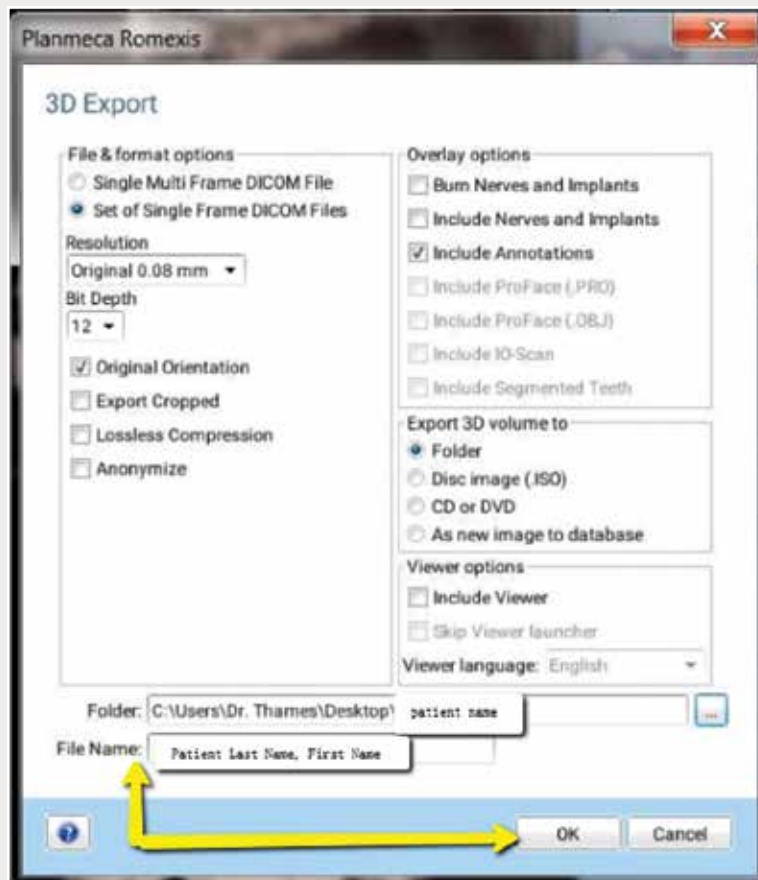 Planmeca Romexis
X
3D Export
File & format options
Single Multi Frame DICOM File
Set of Single Frame DICOM Files
Resolution
Original 0.08 mm
Bit Depth
12
Original Orientation
Export Cropped
Lossless Compression
Anonymize
Overlay options
Burn Nerves and Implants
Include Nerves and Implants
Include Annotations
Include ProFace (.PRO)
Include ProFace (.OBJ)
Include IO-Scan
Include Segmented Teeth
Export 3D volume to
Folder
Disc image (.ISO)
CD or DVD
As new image to database
Viewer options
Include Viewer
Skip Viewer launcher
Viewer language: English
Folder: C:\Users\Dr. Thames\Desktop\ patient name ...
File Name: Patient Last Name, First Name
? OK Cancel